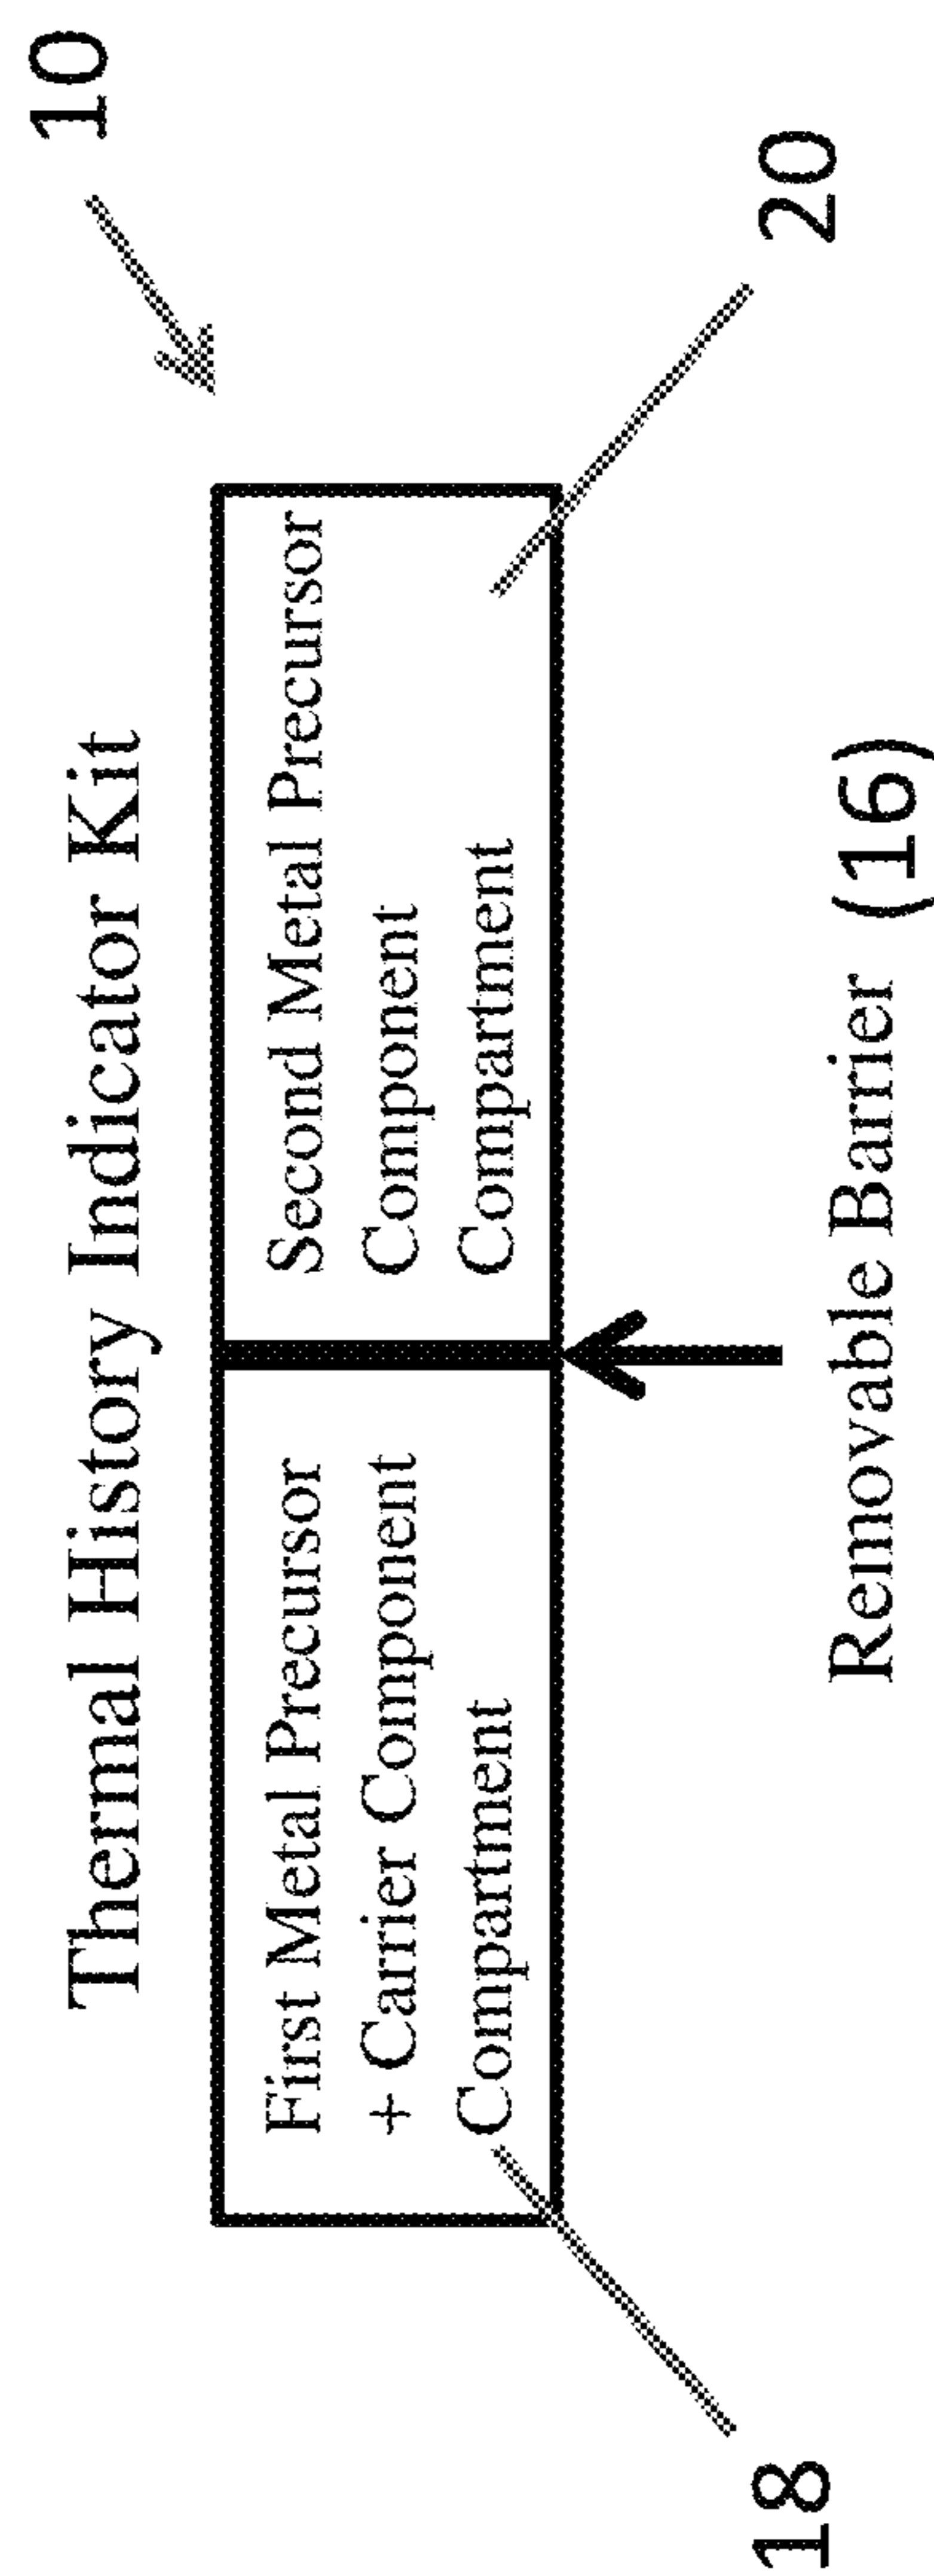 10
Thermal History Indicator Kit
First Metal Precursor
+ Carrier Component
Compartment
Second Metal Precursor
Component
Compartment
18
20
Removable Barrier (16)